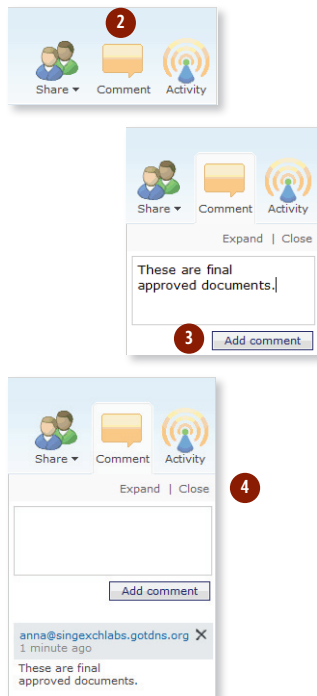 2
Share Comment Activity
Share Comment Activity
Expand | Close
These are final
approved documents.
3 Add comment
Share Comment Activity
Expand | Close 4
Add comment
anna@singexchlabs.gotdns.org
1 minute ago
These are final
approved documents.